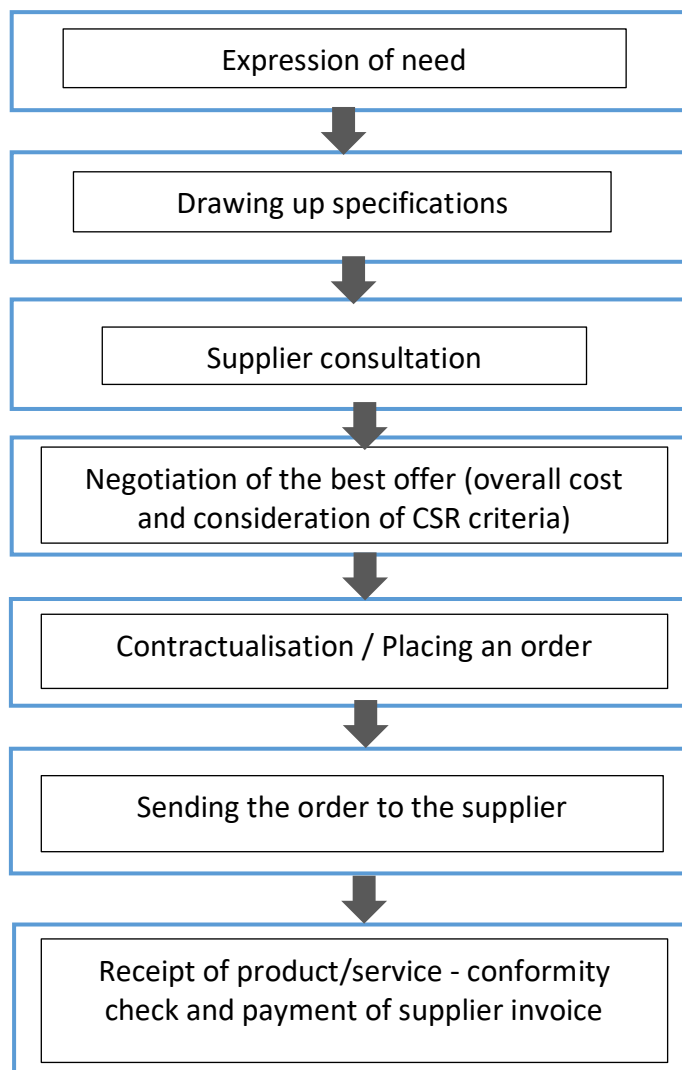 Expression of need
Drawing up specifications
Supplier consultation
Negotiation of the best offer (overall cost
and consideration of CSR criteria)
Contractualisation / Placing an order
Sending the order to the supplier
Receipt of product/service - conformity
check and payment of supplier invoice